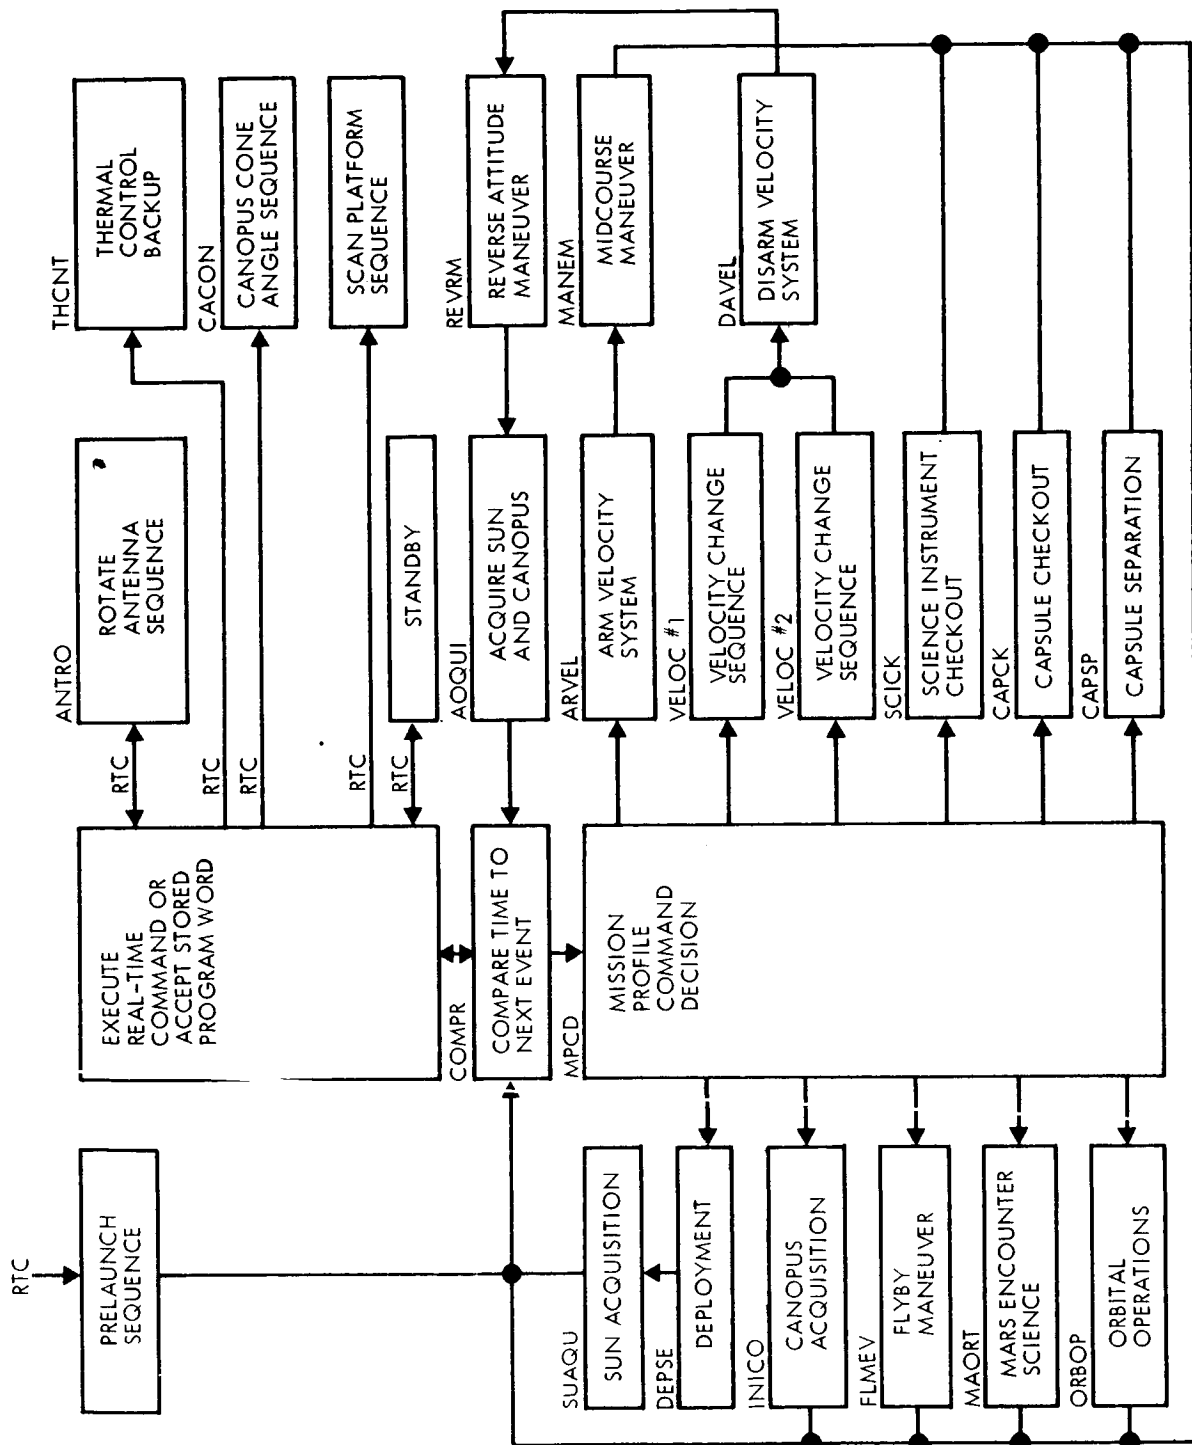 RTC
PRELAUNCH
SEQUENCE
SUAQU
SUN ACQUISITION
DEPSE
DEPLOYMENT
INICO
CANOPUS
ACQUISITION
FLMEV
FLYBY
MANEUVER
MAORT
MARS ENCOUNTER
SCIENCE
ORBOP
ORBITAL
OPERATIONS
EXECUTE
REAL-TIME
COMMAND OR
ACCEPT STORED
PROGRAM WORD
COMPR
COMPARE TIME TO
NEXT EVENT
MPCD
MISSION
PROFILE
COMMAND
DECISION
RTC
RTC
RTC
RTC
RTC
ANTRO
ROTATE
ANTENNA
SEQUENCE
STANDBY
AOQUI
ACQUIRE SUN
AND CANOPUS
ARVEL
ARM VELOCITY
SYSTEM
VELOC #1
VELOCITY CHANGE
SEQUENCE
VELOC #2
VELOCITY CHANGE
SEQUENCE
SCICK
SCIENCE INSTRUMENT
CHECKOUT
CAPCK
CAPSULE CHECKOUT
CAPSP
CAPSULE SEPARATION
THCNT
THERMAL
CONTROL
BACKUP
CACON
CANOPUS CONE
ANGLE SEQUENCE
SCAN PLATFORM
SEQUENCE
REVRM
REVERSE ATTITUDE
MANEUVER
MANEM
MIDCOURSE
MANEUVER
DAVEL
DISARM VELOCITY
SYSTEM